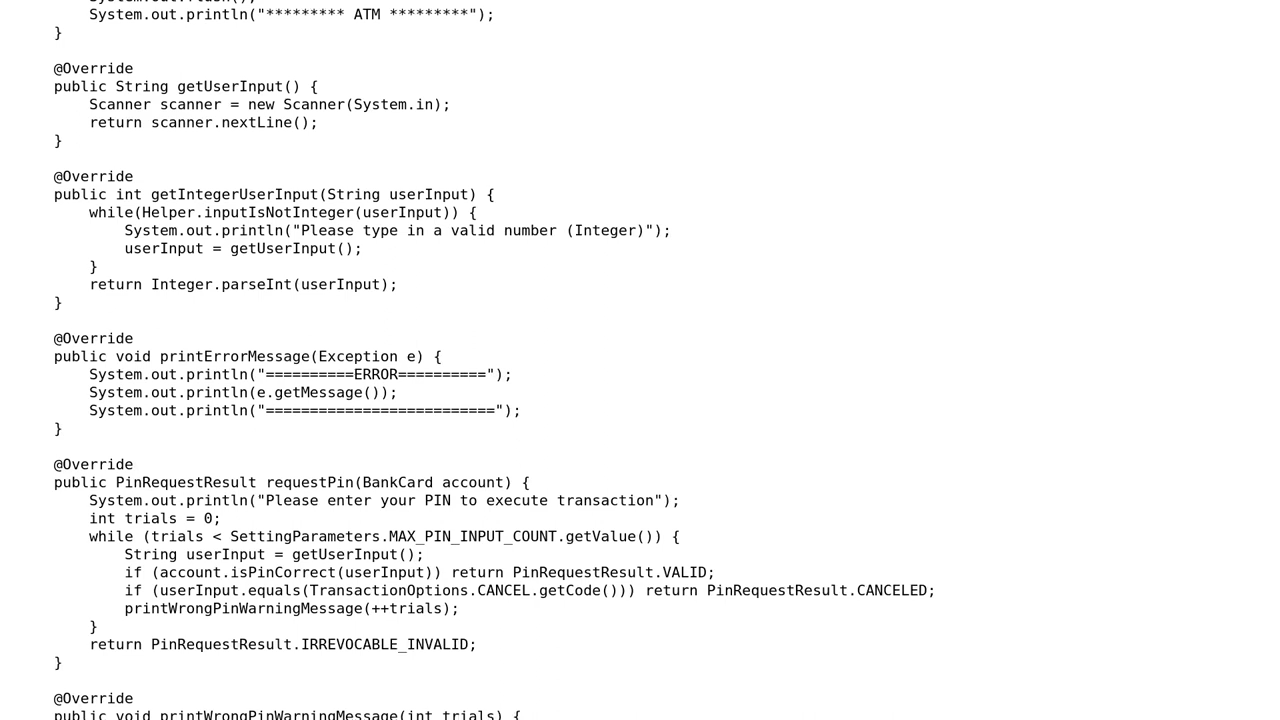 System.out.flush();
System.out.println("********* ATM *********");
}
@Override
public String getUserInput() {
Scanner scanner = new Scanner(System.in);
return scanner.nextLine();
}
@Override
public int getIntegerUserInput(String userInput) {
while(Helper.inputIsNotInteger(userInput)) {
System.out.println("Please type in a valid number (Integer)");
userInput = getUserInput();
}
return Integer.parseInt(userInput);
}
@Override
public void printErrorMessage(Exception e) {
System.out.println("==========ERROR==========");
System.out.println(e.getMessage());
System.out.println("==========================");
}
@Override
public PinRequestResult requestPin(BankCard account) {
System.out.println("Please enter your PIN to execute transaction");
int trials = 0;
while (trials < SettingParameters.MAX_PIN_INPUT_COUNT.getValue()) {
String userInput = getUserInput();
if (account.isPinCorrect(userInput)) return PinRequestResult.VALID;
if (userInput.equals(TransactionOptions.CANCEL.getCode())) return PinRequestResult.CANCELED;
printWrongPinWarningMessage(++trials);
}
return PinRequestResult.IRREVOCABLE_INVALID;
}
@Override
public void printWrongPinWarningMessage(int trials) {